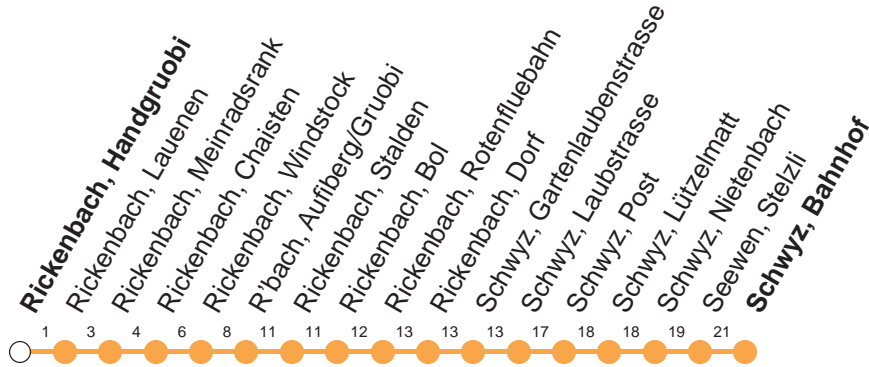 Rickenbach, Handgruobi
Rickenbach, Lauenen
Rickenbach, Meinradsrank
Rickenbach, Chaisten
Rickenbach, Windstock
R'bach, Aufiberg/Gruobi
Rickenbach, Stalden
Rickenbach, Bol
Rickenbach, Rotenfluebahn
Rickenbach, Dorf
Schwyz, Gartenlaubenstrasse
Schwyz, Laubstrasse
Schwyz, Post
Schwyz, Lützelmatt
Schwyz, Nietenbach
Seewen, Stelzli
Schwyz, Bahnhof
1 3 4 6 8 11 11 12 13 13 13 17 18 18 19 21